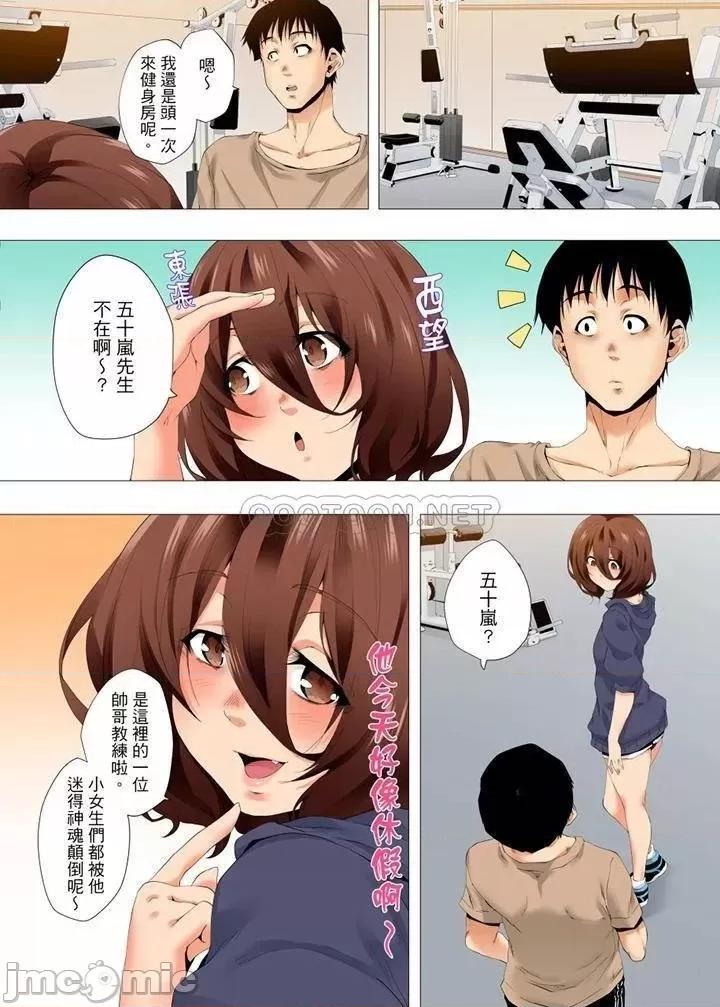 嗯～
我還是頭一次
來健身房呢。
東張
西望
五十嵐先生
不在啊～？
OOOTOON.NET
五十嵐？
他今天好像休假啊～
是這裡的一位
帥哥教練啦。
小女生們都被他
迷得神魂顛倒呢～
jmcomic